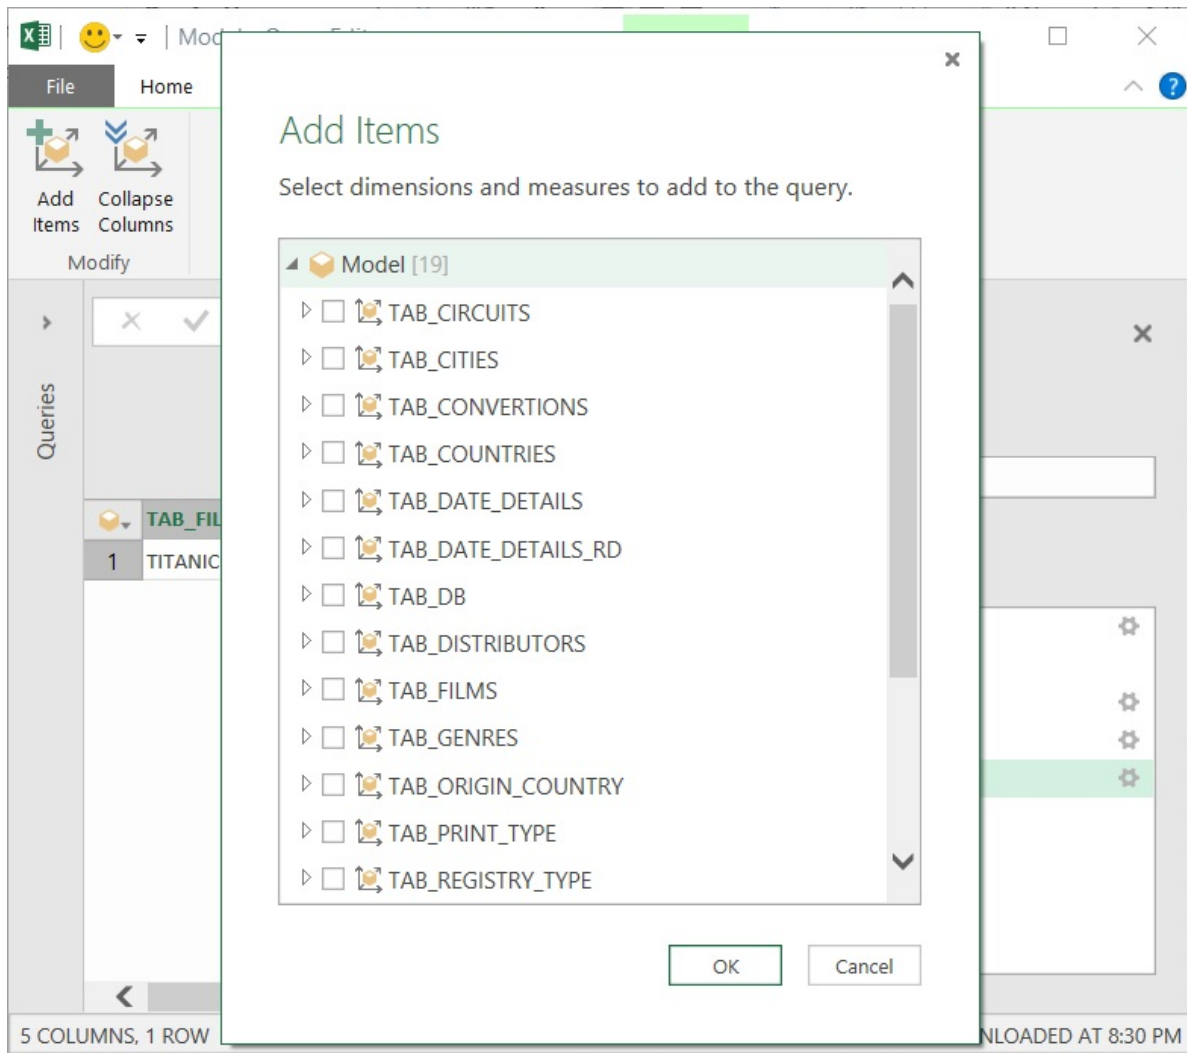 File
Home
Add Items
Collapse Columns
Modify
Queries
TAB_FIL
1 TITANIC
5 COLUMNS, 1 ROW
NLOADED AT 8:30 PM
Add Items
Select dimensions and measures to add to the query.
Model [19]
TAB_CIRCUITS
TAB_CITIES
TAB_CONVERTIONS
TAB_COUNTRIES
TAB_DATE_DETAILS
TAB_DATE_DETAILS_RD
TAB_DB
TAB_DISTRIBUTORS
TAB_FILMS
TAB_GENRES
TAB_ORIGIN_COUNTRY
TAB_PRINT_TYPE
TAB_REGISTRY_TYPE
OK
Cancel